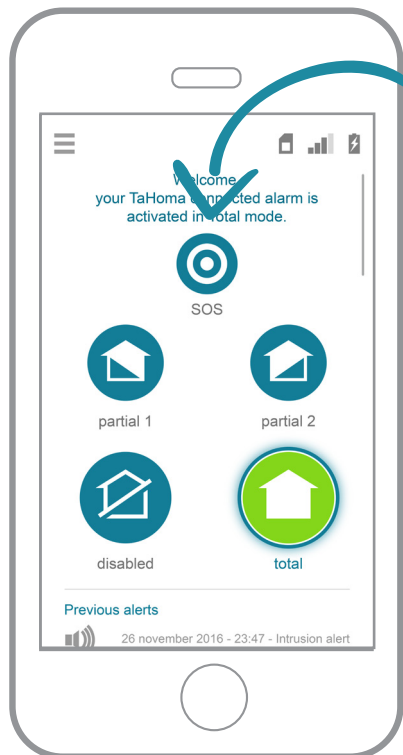 Welcome,
your TaHoma connected alarm is
activated in Total mode.
SOS
partial 1
partial 2
disabled
total
Previous alerts
26 november 2016 - 23:47 - Intrusion alert